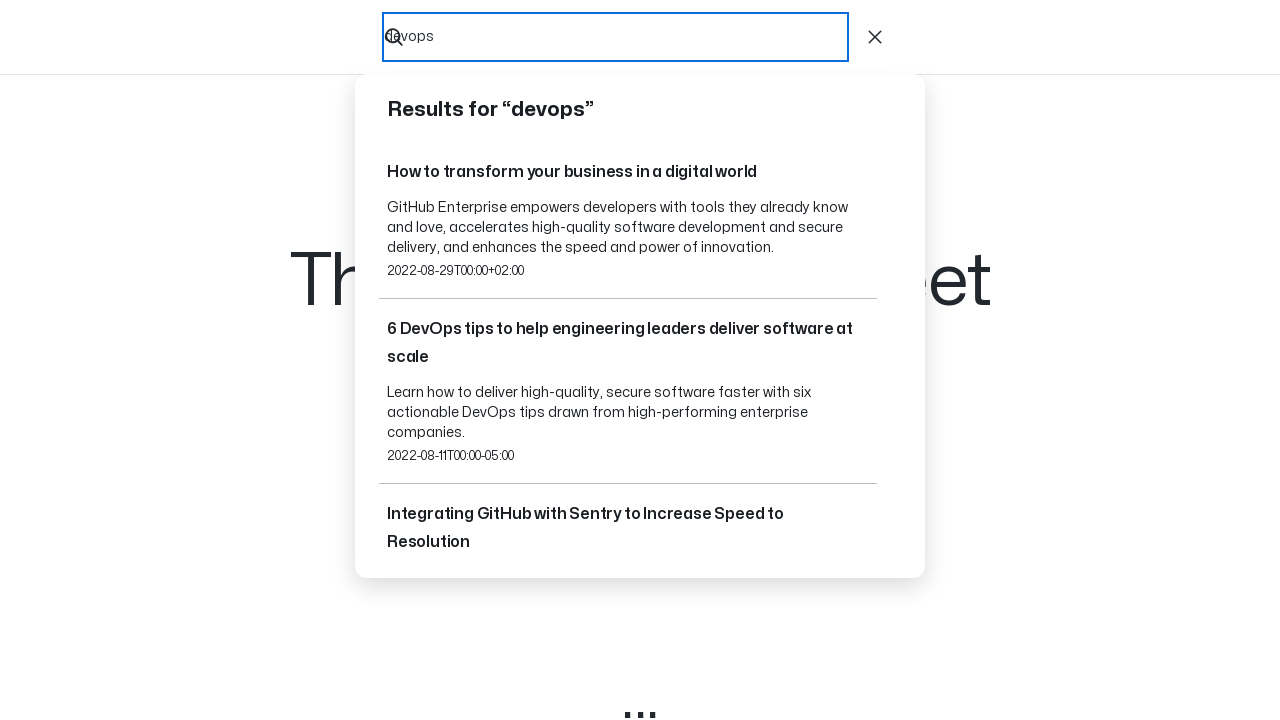 devops
Results for “devops”
How to transform your business in a digital world
GitHub Enterprise empowers developers with tools they already know
and love, accelerates high-quality software development and secure
delivery, and enhances the speed and power of innovation.
2022-08-29T00:00+02:00
6 DevOps tips to help engineering leaders deliver software at
scale
Learn how to deliver high-quality, secure software faster with six
actionable DevOps tips drawn from high-performing enterprise
companies.
2022-08-11T00:00-05:00
Integrating GitHub with Sentry to Increase Speed to
Resolution